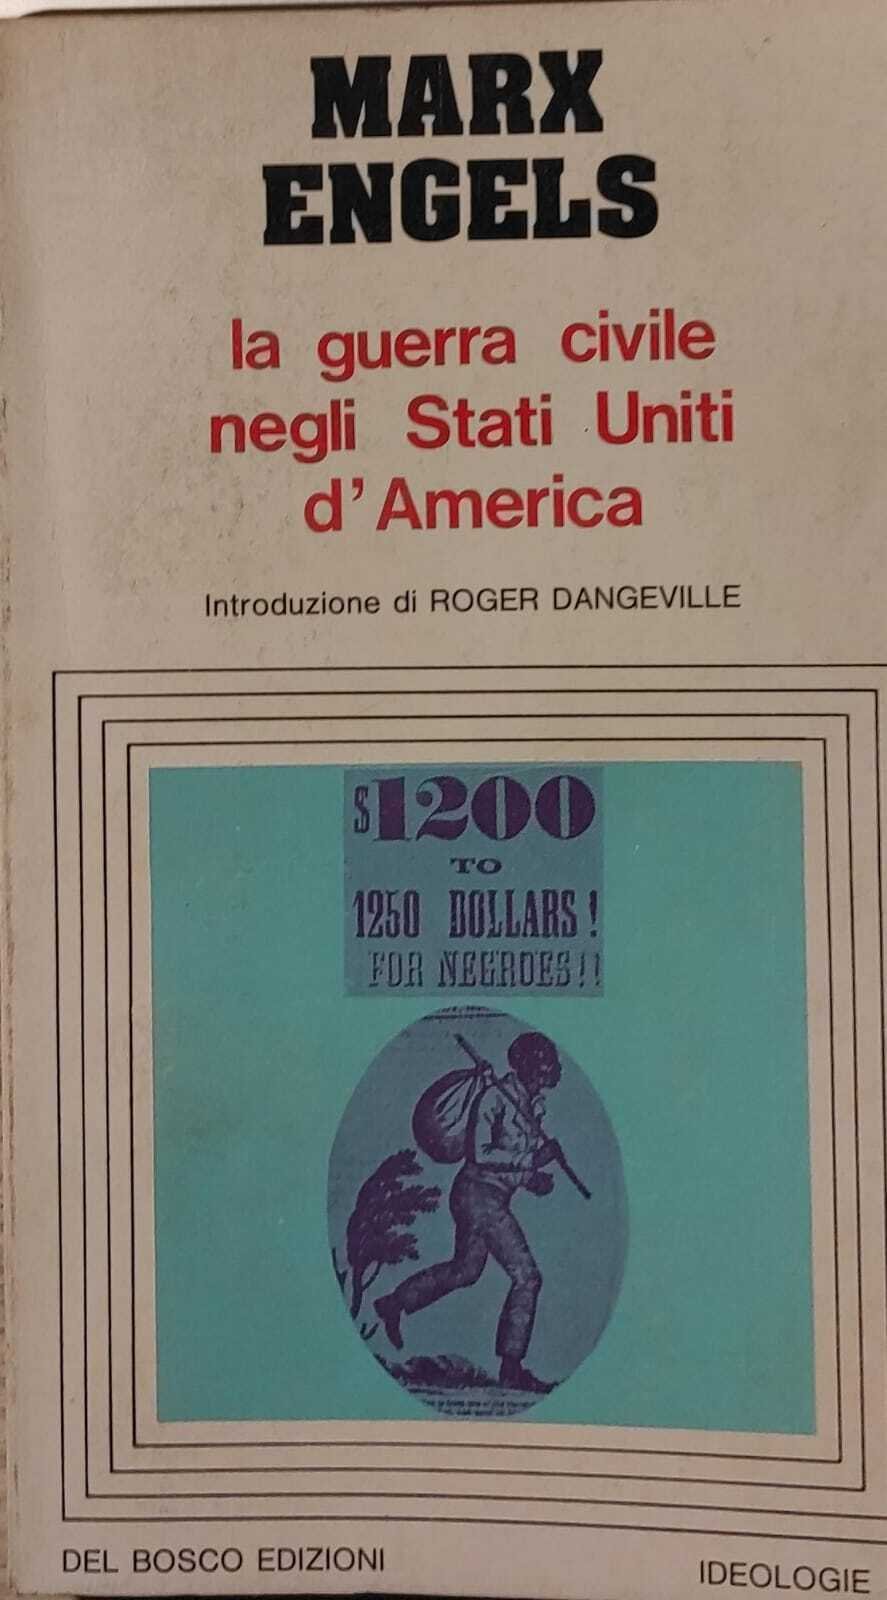 MARX
ENGELS
la guerra civile
negli Stati Uniti
d'America
Introduzione di ROGER DANGEVILLE
$1200
TO
1250 DOLLARS!
FOR NEGROES!!
DEL BOSCO EDIZIONI
IDEOLOGIE